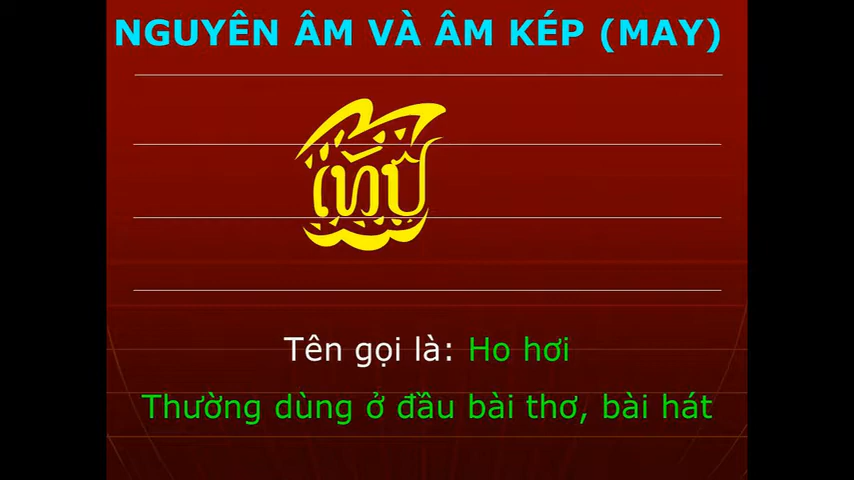 NGUYÊN ÂM VÀ ÂM KÉP (MAY)
Tên gọi là: Ho hơi
Thường dùng ở đầu bài thơ, bài hát